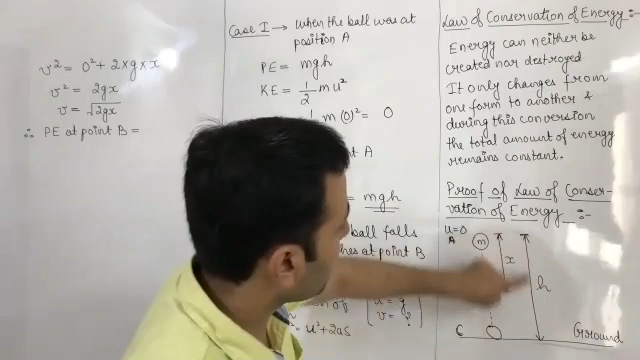 v² = 0² + 2×g×x
v² = 2gx
v = √2gx
∴ PE at point B =
Case I → when the ball was at
position A
PE = mgh
KE = 1/2 m u²
m (0)² = 0
A
= mgh
ball falls
at point B
u = 9
v = ?
= u² + 2as
Law of Conservation of Energy :-
Energy can neither be
created nor destroyed.
It only changes from
one form to another &
during this conversion
the total amount of energy
remains constant.
Proof of Law of Conser-
vation of Energy :-
u=0
A
m
x
h
C
Ground